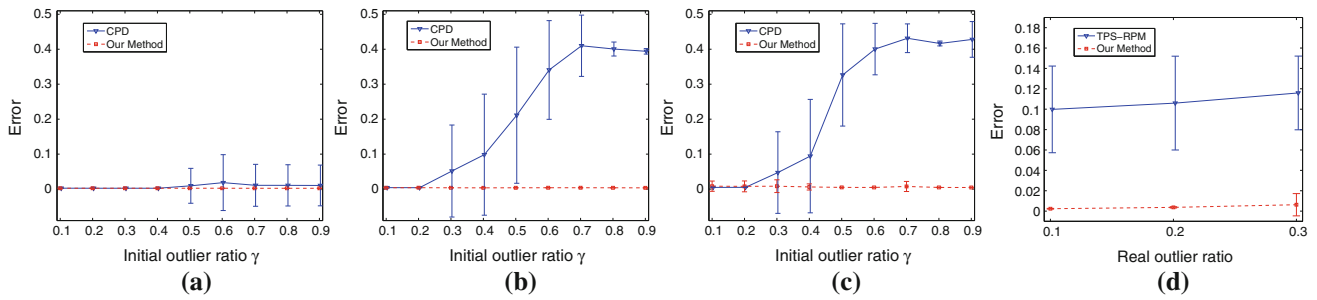 0.5
0.4
0.3
0.2
0.1
0
Error
CPD
Our Method
0.1 0.2 0.3 0.4 0.5 0.6 0.7 0.8 0.9
Initial outlier ratio γ
(a)
0.5
0.4
0.3
0.2
0.1
0
Error
CPD
Our Method
0.1 0.2 0.3 0.4 0.5 0.6 0.7 0.8 0.9
Initial outlier ratio γ
(b)
0.5
0.4
0.3
0.2
0.1
0
Error
CPD
Our Method
0.1 0.2 0.3 0.4 0.5 0.6 0.7 0.8 0.9
Initial outlier ratio γ
(c)
0.18
0.16
0.14
0.12
0.1
0.08
0.06
0.04
0.02
0
Error
TPS-RPM
Our Method
0.1 0.2 0.3
Real outlier ratio
(d)